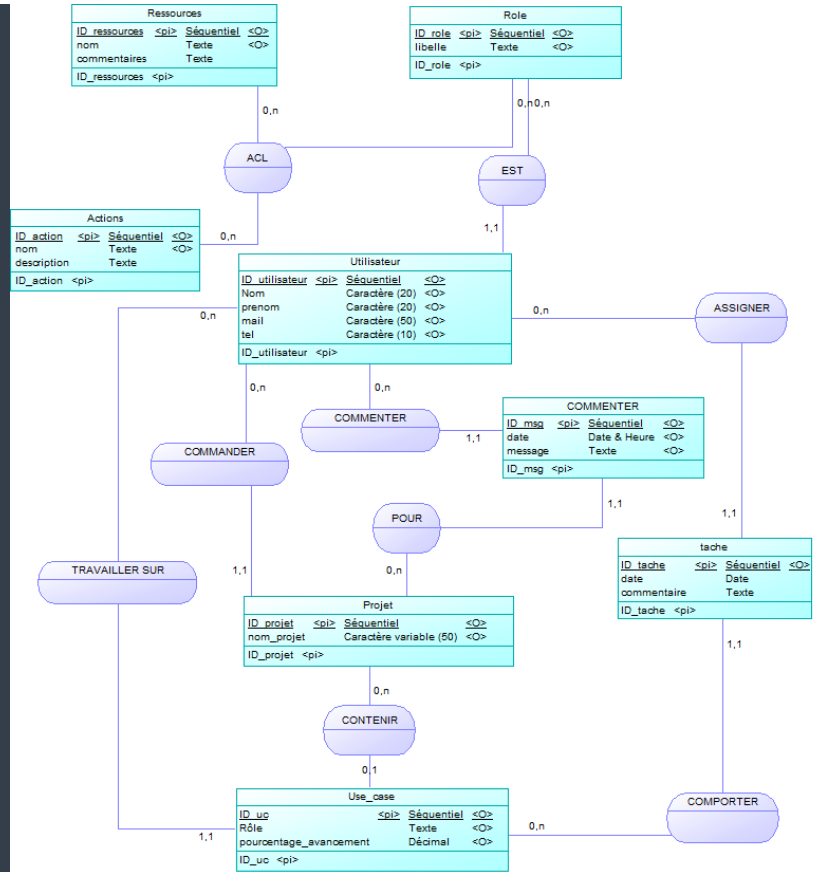 Ressources
ID_ressources <pi> Séquentiel <O>
nom Texte <O>
commentaires Texte
ID_ressources <pi>
Role
ID_role <pi> Séquentiel <O>
libelle Texte <O>
ID_role <pi>
0,n
0,n0,n
ACL
EST
Actions
ID_action <pi> Séquentiel <O>
nom Texte <O>
description Texte
ID_action <pi>
0,n
1,1
Utilisateur
ID_utilisateur <pi> Séquentiel <O>
Nom Caractère (20) <O>
prenom Caractère (20) <O>
mail Caractère (50) <O>
tel Caractère (10) <O>
ID_utilisateur <pi>
0,n
0,n
ASSIGNER
0,n
0,n
COMMENTER
1,1
COMMENTER
ID_msg <pi> Séquentiel <O>
date Date & Heure <O>
message Texte <O>
ID_msg <pi>
COMMANDER
1,1
POUR
1,1
tache
ID_tache <pi> Séquentiel <O>
date Date
commentaire Texte
ID_tache <pi>
TRAVAILLER SUR
1,1
0,n
Projet
ID_projet <pi> Séquentiel <O>
nom_projet Caractère variable (50) <O>
ID_projet <pi>
1,1
0,n
CONTENIR
0,1
Use_case
ID_uc <pi> Séquentiel <O>
Rôle Texte <O>
pourcentage_avancement Décimal <O>
ID_uc <pi>
1,1
0,n
COMPORTER